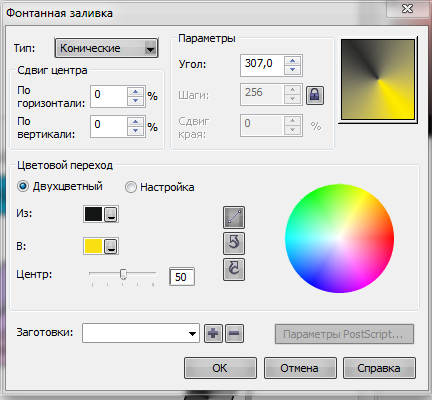 Фонтанная заливка
Тип: Конические
Сдвиг центра
По горизонтали: 0 %
По вертикали: 0 %
Параметры
Угол: 307,0
Шаги: 256
Сдвиг края: 0 %
Цветовой переход
Двухцветный Настройка
Из:
В:
Центр: 50
Заготовки:
Параметры PostScript...
OK Отмена Справка